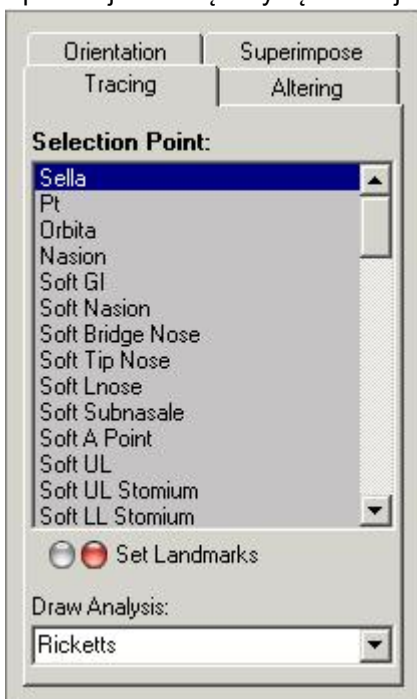 Orientation Superimpose
Tracing Altering
Selection Point:
Sella
Pt
Orbita
Nasion
Soft Gl
Soft Nasion
Soft Bridge Nose
Soft Tip Nose
Soft Lnose
Soft Subnasale
Soft A Point
Soft UL
Soft UL Stomium
Soft LL Stomium
Set Landmarks
Draw Analysis:
Ricketts